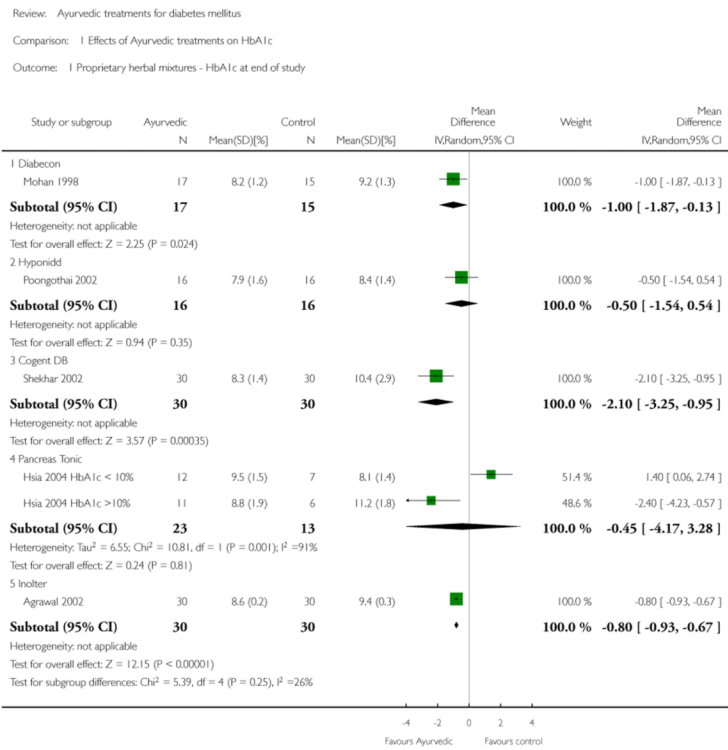 Review: Ayurvedic treatments for diabetes mellitus
Comparison: 1 Effects of Ayurvedic treatments on HbA1c
Outcome: 1 Proprietary herbal mixtures - HbA1c at end of study
Study or subgroup Ayurvedic Control Mean Difference Weight Mean Difference
N Mean(SD)[%] N Mean(SD)[%] IV,Random,95% CI IV,Random,95% CI
1 Diabecon
Mohan 1998 17 8.2 (1.2) 15 9.2 (1.3) 100.0 % -1.00 [ -1.87, -0.13 ]
Subtotal (95% CI) 17 15 100.0 % -1.00 [ -1.87, -0.13 ]
Heterogeneity: not applicable
Test for overall effect: Z = 2.25 (P = 0.024)
2 Hyponidd
Poongothai 2002 16 7.9 (1.6) 16 8.4 (1.4) 100.0 % -0.50 [ -1.54, 0.54 ]
Subtotal (95% CI) 16 16 100.0 % -0.50 [ -1.54, 0.54 ]
Heterogeneity: not applicable
Test for overall effect: Z = 0.94 (P = 0.35)
3 Cogent DB
Shekhar 2002 30 8.3 (1.4) 30 10.4 (2.9) 100.0 % -2.10 [ -3.25, -0.95 ]
Subtotal (95% CI) 30 30 100.0 % -2.10 [ -3.25, -0.95 ]
Heterogeneity: not applicable
Test for overall effect: Z = 3.57 (P = 0.00035)
4 Pancreas Tonic
Hsia 2004 HbA1c < 10% 12 9.5 (1.5) 7 8.1 (1.4) 51.4 % 1.40 [ 0.06, 2.74 ]
Hsia 2004 HbA1c >10% 11 8.8 (1.9) 6 11.2 (1.8) 48.6 % -2.40 [ -4.23, -0.57 ]
Subtotal (95% CI) 23 13 100.0 % -0.45 [ -4.17, 3.28 ]
Heterogeneity: Tau² = 6.55; Chi² = 10.81, df = 1 (P = 0.001); I² =91%
Test for overall effect: Z = 0.24 (P = 0.81)
5 Inolter
Agrawal 2002 30 8.6 (0.2) 30 9.4 (0.3) 100.0 % -0.80 [ -0.93, -0.67 ]
Subtotal (95% CI) 30 30 100.0 % -0.80 [ -0.93, -0.67 ]
Heterogeneity: not applicable
Test for overall effect: Z = 12.15 (P < 0.00001)
Test for subgroup differences: Chi² = 5.39, df = 4 (P = 0.25), I² =26%
-4 -2 0 2 4
Favours Ayurvedic Favours control